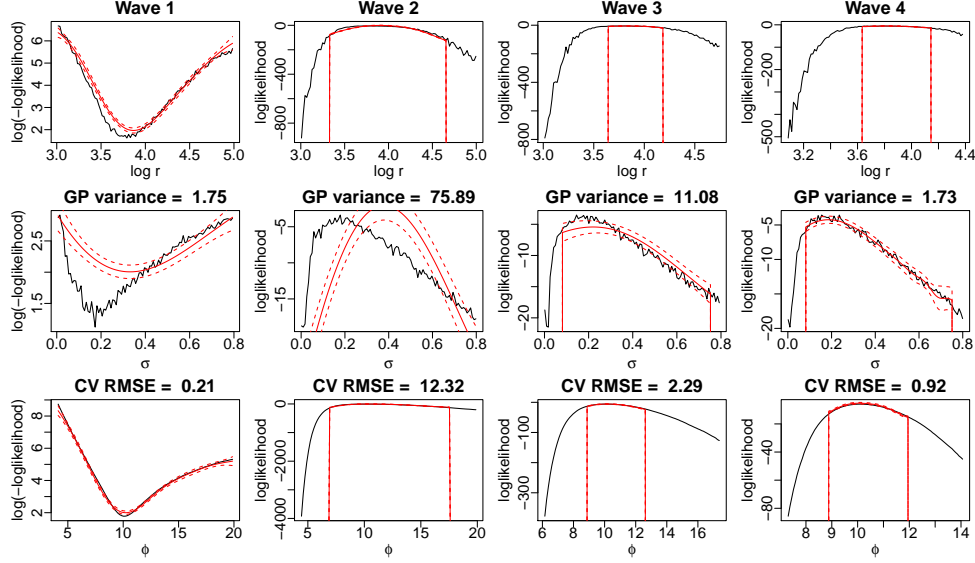 Wave 1
Wave 2
Wave 3
Wave 4
log(−loglikelihood)
2 3 4 5 6
3.0 3.5 4.0 4.5 5.0
log r
loglikelihood
−800 −400 0
3.0 3.5 4.0 4.5 5.0
log r
loglikelihood
−800 −400 0
3.0 3.5 4.0 4.5
log r
loglikelihood
−500 −200 0
3.2 3.6 4.0 4.4
log r
GP variance = 1.75
GP variance = 75.89
GP variance = 11.08
GP variance = 1.73
log(−loglikelihood)
1.5 2.5
0.0 0.2 0.4 0.6 0.8
σ
loglikelihood
−15 −5
0.0 0.2 0.4 0.6 0.8
σ
loglikelihood
−20 −10
0.0 0.2 0.4 0.6 0.8
σ
loglikelihood
−20 −15 −10 −5
0.0 0.2 0.4 0.6 0.8
σ
CV RMSE = 0.21
CV RMSE = 12.32
CV RMSE = 2.29
CV RMSE = 0.92
log(−loglikelihood)
2 4 6 8
5 10 15 20
ϕ
loglikelihood
−4000 −2000 0
5 10 15 20
ϕ
loglikelihood
−300 −100
6 8 10 12 14 16
ϕ
loglikelihood
−80 −40
8 9 10 11 12 13 14
ϕ